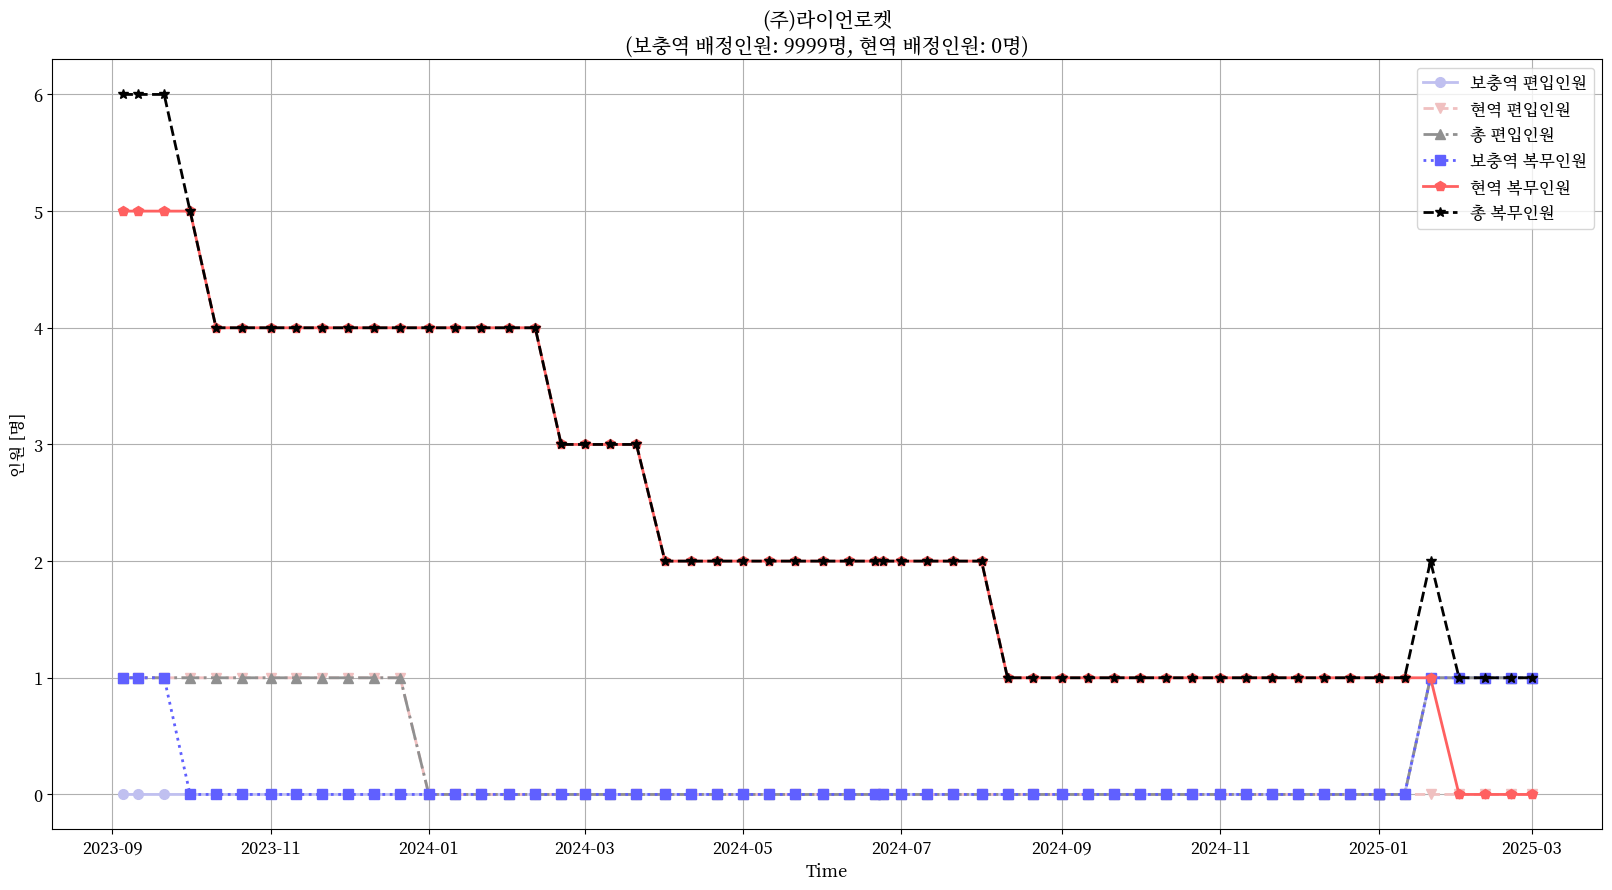 (주)라이언로켓
(보충역 배정인원: 9999명, 현역 배정인원: 0명)
보충역 편입인원
현역 편입인원
총 편입인원
보충역 복무인원
현역 복무인원
총 복무인원
인원 [명]
6
5
4
3
2
1
0
2023-09 2023-11 2024-01 2024-03 2024-05 2024-07 2024-09 2024-11 2025-01 2025-03
Time